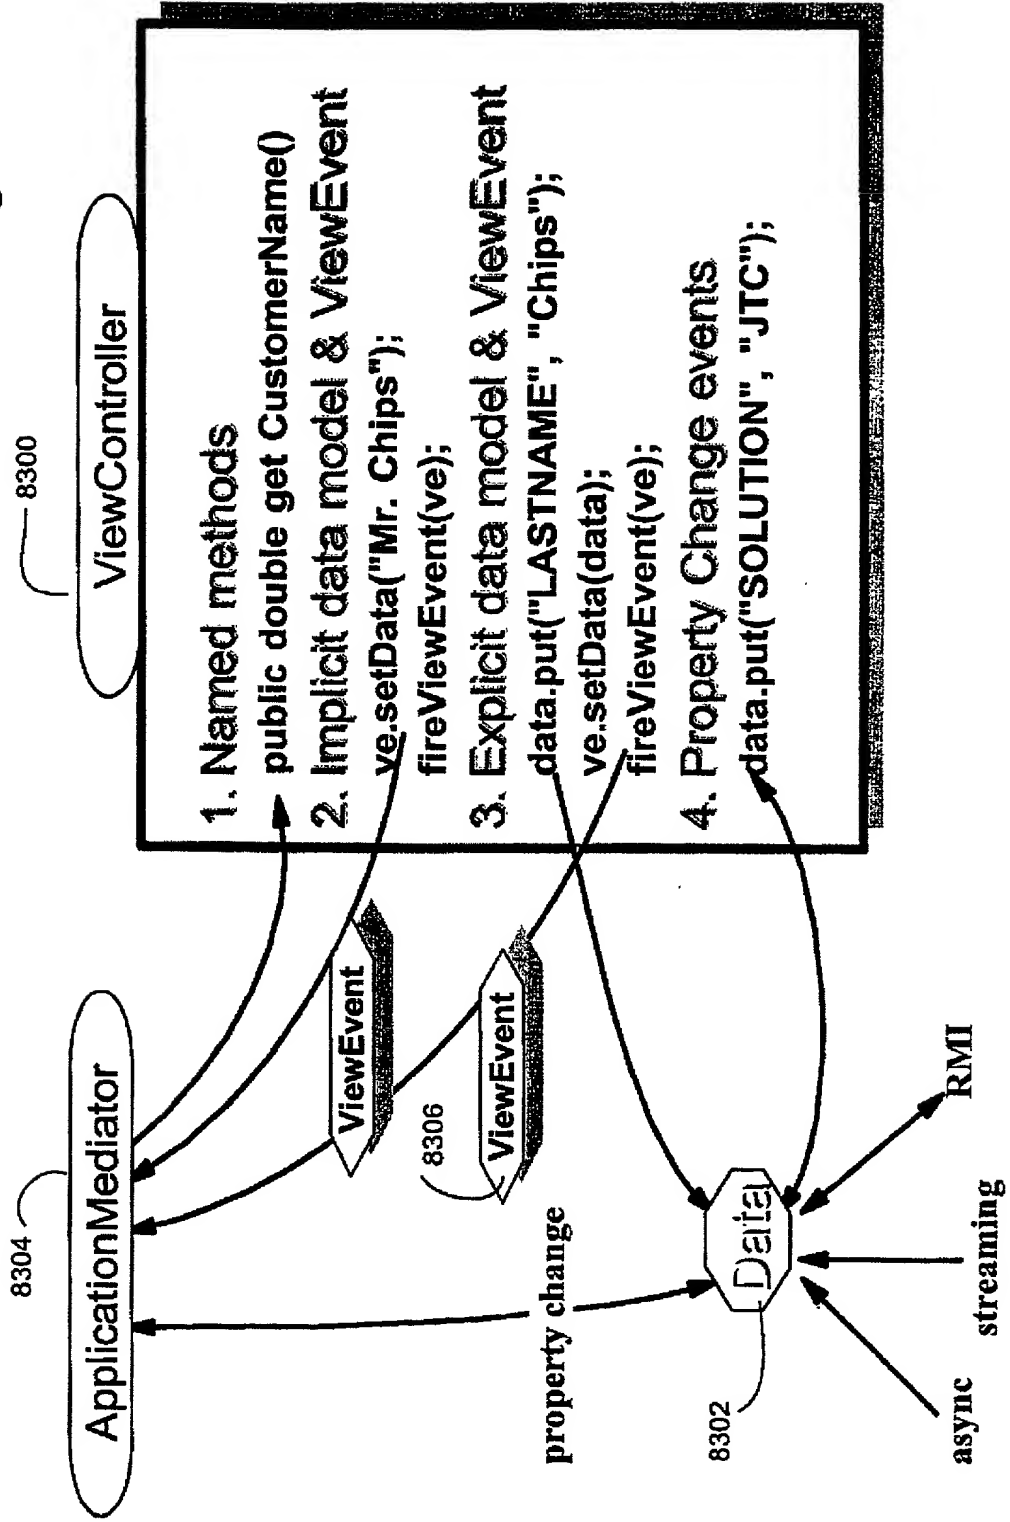 8300
ViewController
1. Named methods
public double get CustomerName()
2. Implicit data model & ViewEvent
ve.setData("Mr. Chips");
fireViewEvent(ve);
3. Explicit data model & ViewEvent
data.put("LASTNAME", "Chips");
ve.setData(data);
fireViewEvent(ve);
4. Property Change events
data.put("SOLUTION", "JTC");
8304
ApplicationMediator
ViewEvent
8306
ViewEvent
property change
8302
Data
async
streaming
RMI